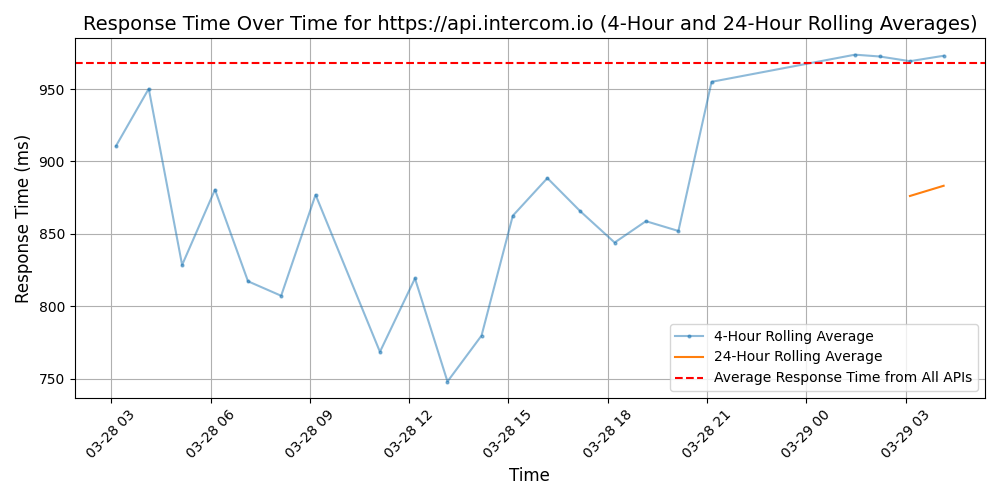 Response Time Over Time for https://api.intercom.io (4-Hour and 24-Hour Rolling Averages)
Response Time (ms)
950
900
850
800
750
4-Hour Rolling Average
24-Hour Rolling Average
Average Response Time from All APIs
03-28 03
03-28 06
03-28 09
03-28 12
03-28 15
03-28 18
03-28 21
03-29 00
03-29 03
Time